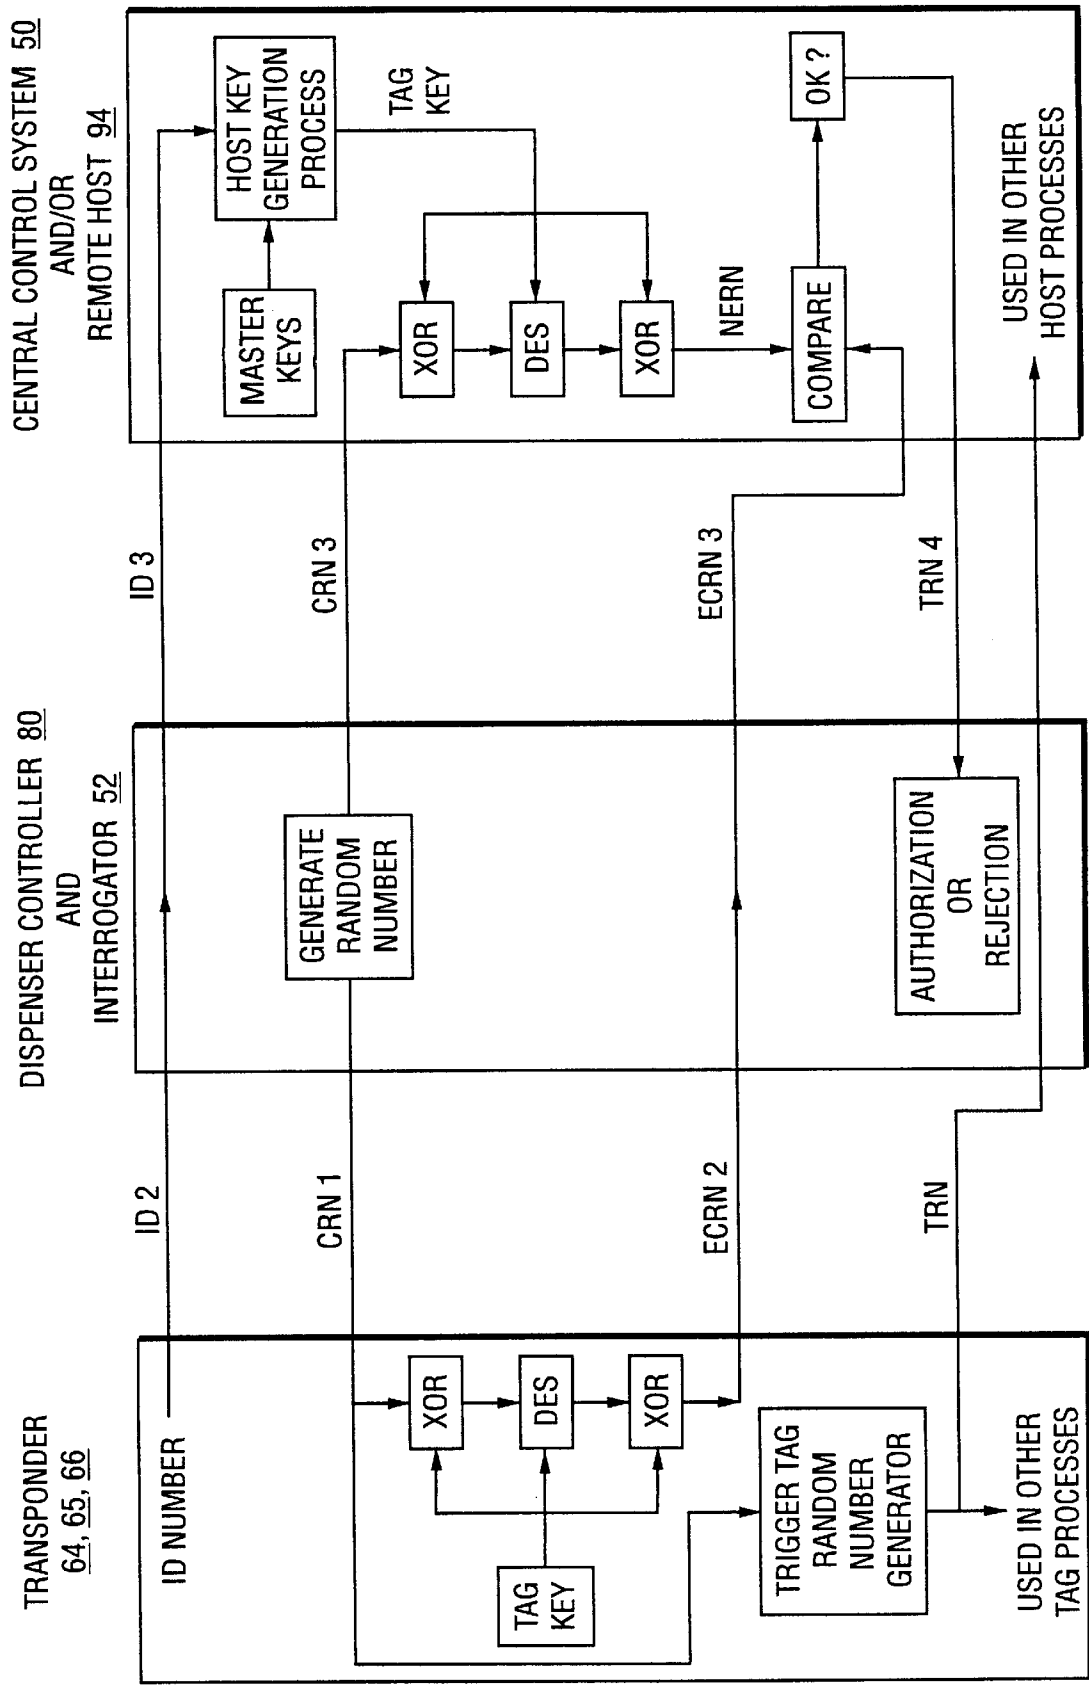 TRANSPONDER
64, 65, 66
ID NUMBER
TAG
KEY
XOR
DES
XOR
TRIGGER TAG
RANDOM
NUMBER
GENERATOR
USED IN OTHER
TAG PROCESSES
ID 2
CRN 1
ECRN 2
TRN
DISPENSER CONTROLLER 80
AND
INTERROGATOR 52
GENERATE
RANDOM
NUMBER
AUTHORIZATION
OR
REJECTION
ID 3
CRN 3
ECRN 3
TRN 4
CENTRAL CONTROL SYSTEM 50
AND/OR
REMOTE HOST 94
MASTER
KEYS
HOST KEY
GENERATION
PROCESS
TAG
KEY
XOR
DES
XOR
NERN
COMPARE
OK ?
USED IN OTHER
HOST PROCESSES